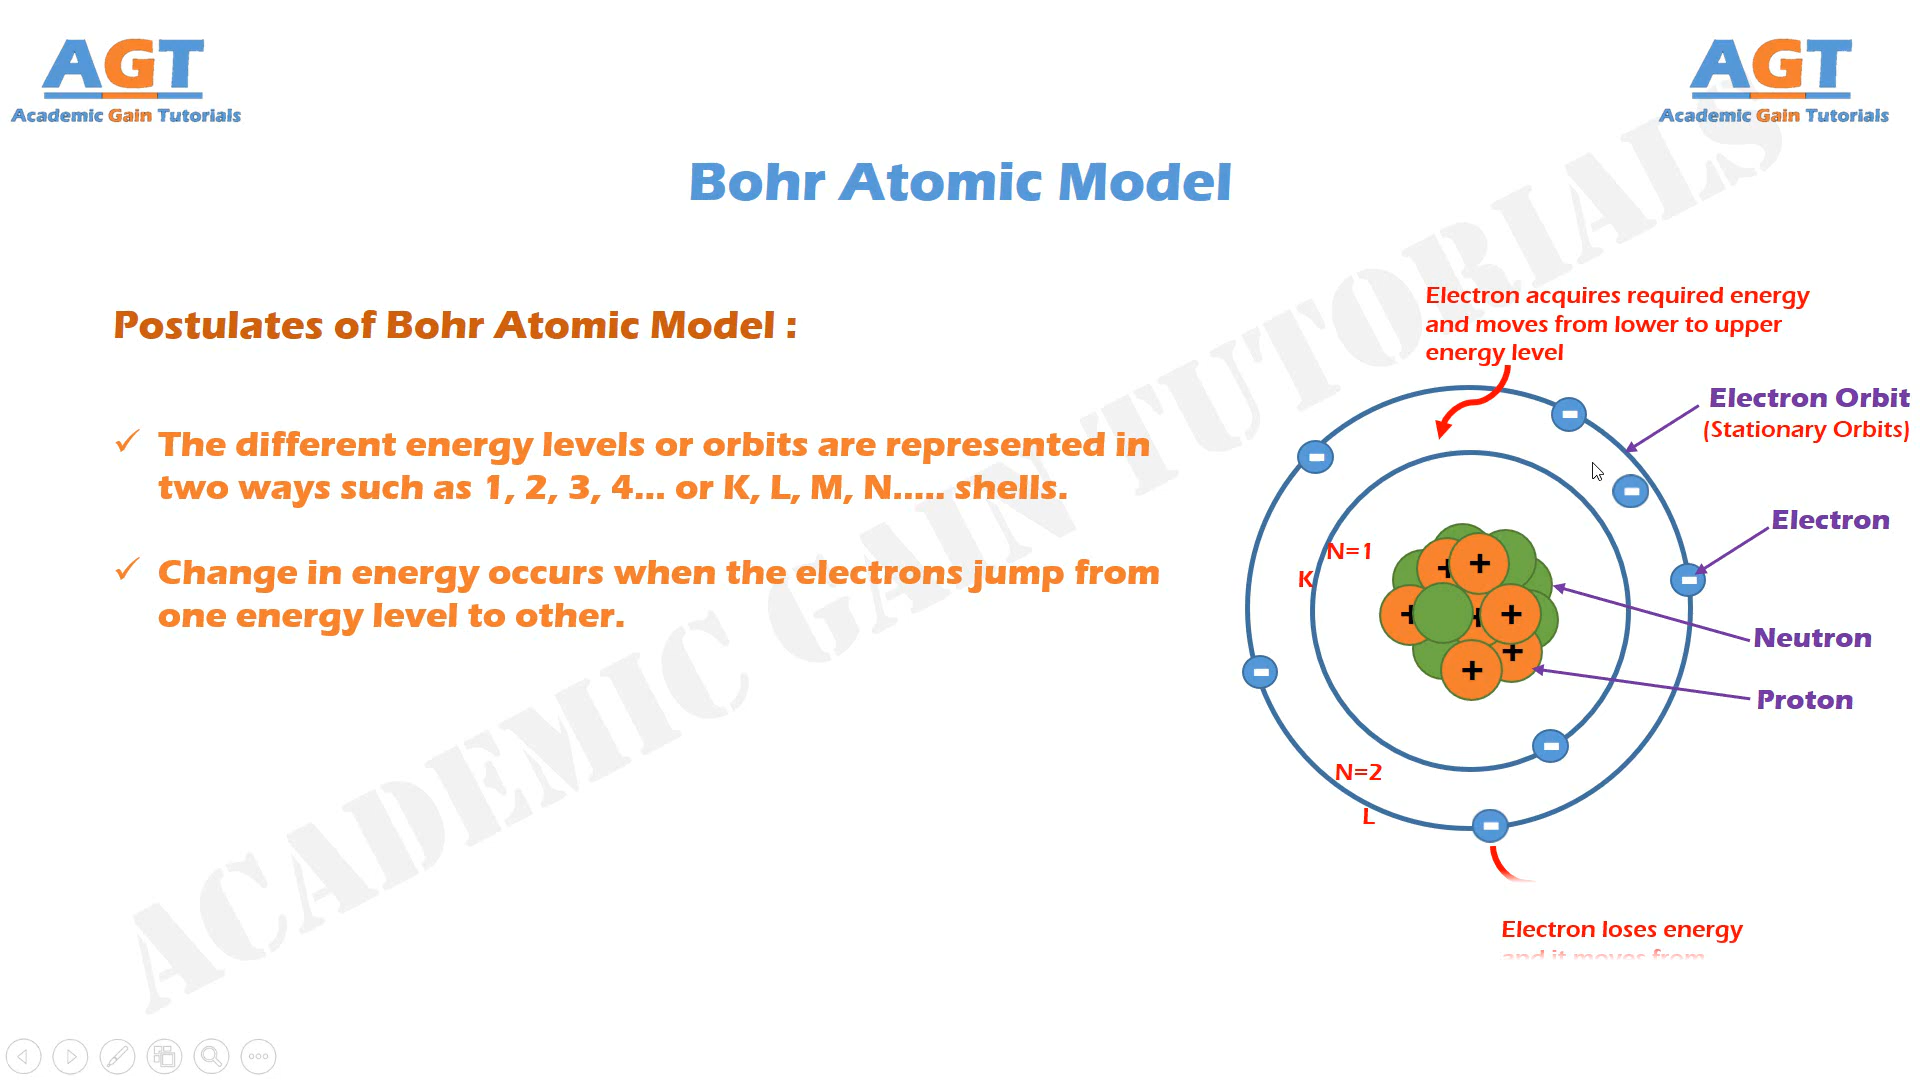 AGT
Academic Gain Tutorials
AGT
Academic Gain Tutorials
Bohr Atomic Model
Postulates of Bohr Atomic Model :
The different energy levels or orbits are represented in
two ways such as 1, 2, 3, 4... or K, L, M, N..... shells.
Change in energy occurs when the electrons jump from
one energy level to other.
Electron acquires required energy
and moves from lower to upper
energy level
Electron Orbit
(Stationary Orbits)
Electron
Neutron
Proton
N=1
K
N=2
L
+
+
+
+
+
+
+
Electron loses energy
and it moves from
ACADEMIC GAIN TUTORIALS